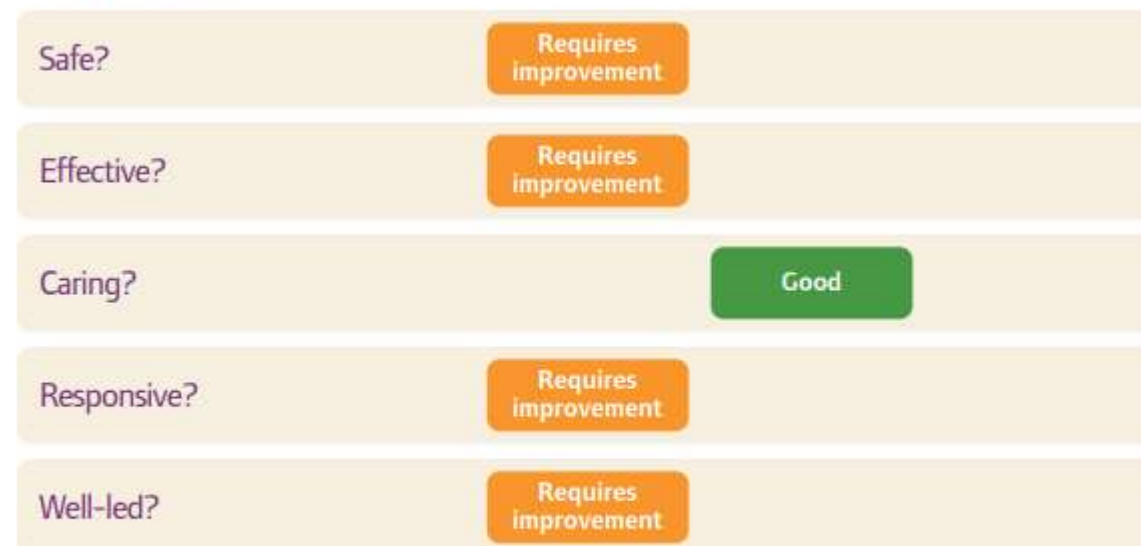 Safe?
Requires
improvement
Effective?
Requires
improvement
Caring?
Good
Responsive?
Requires
improvement
Well-led?
Requires
improvement